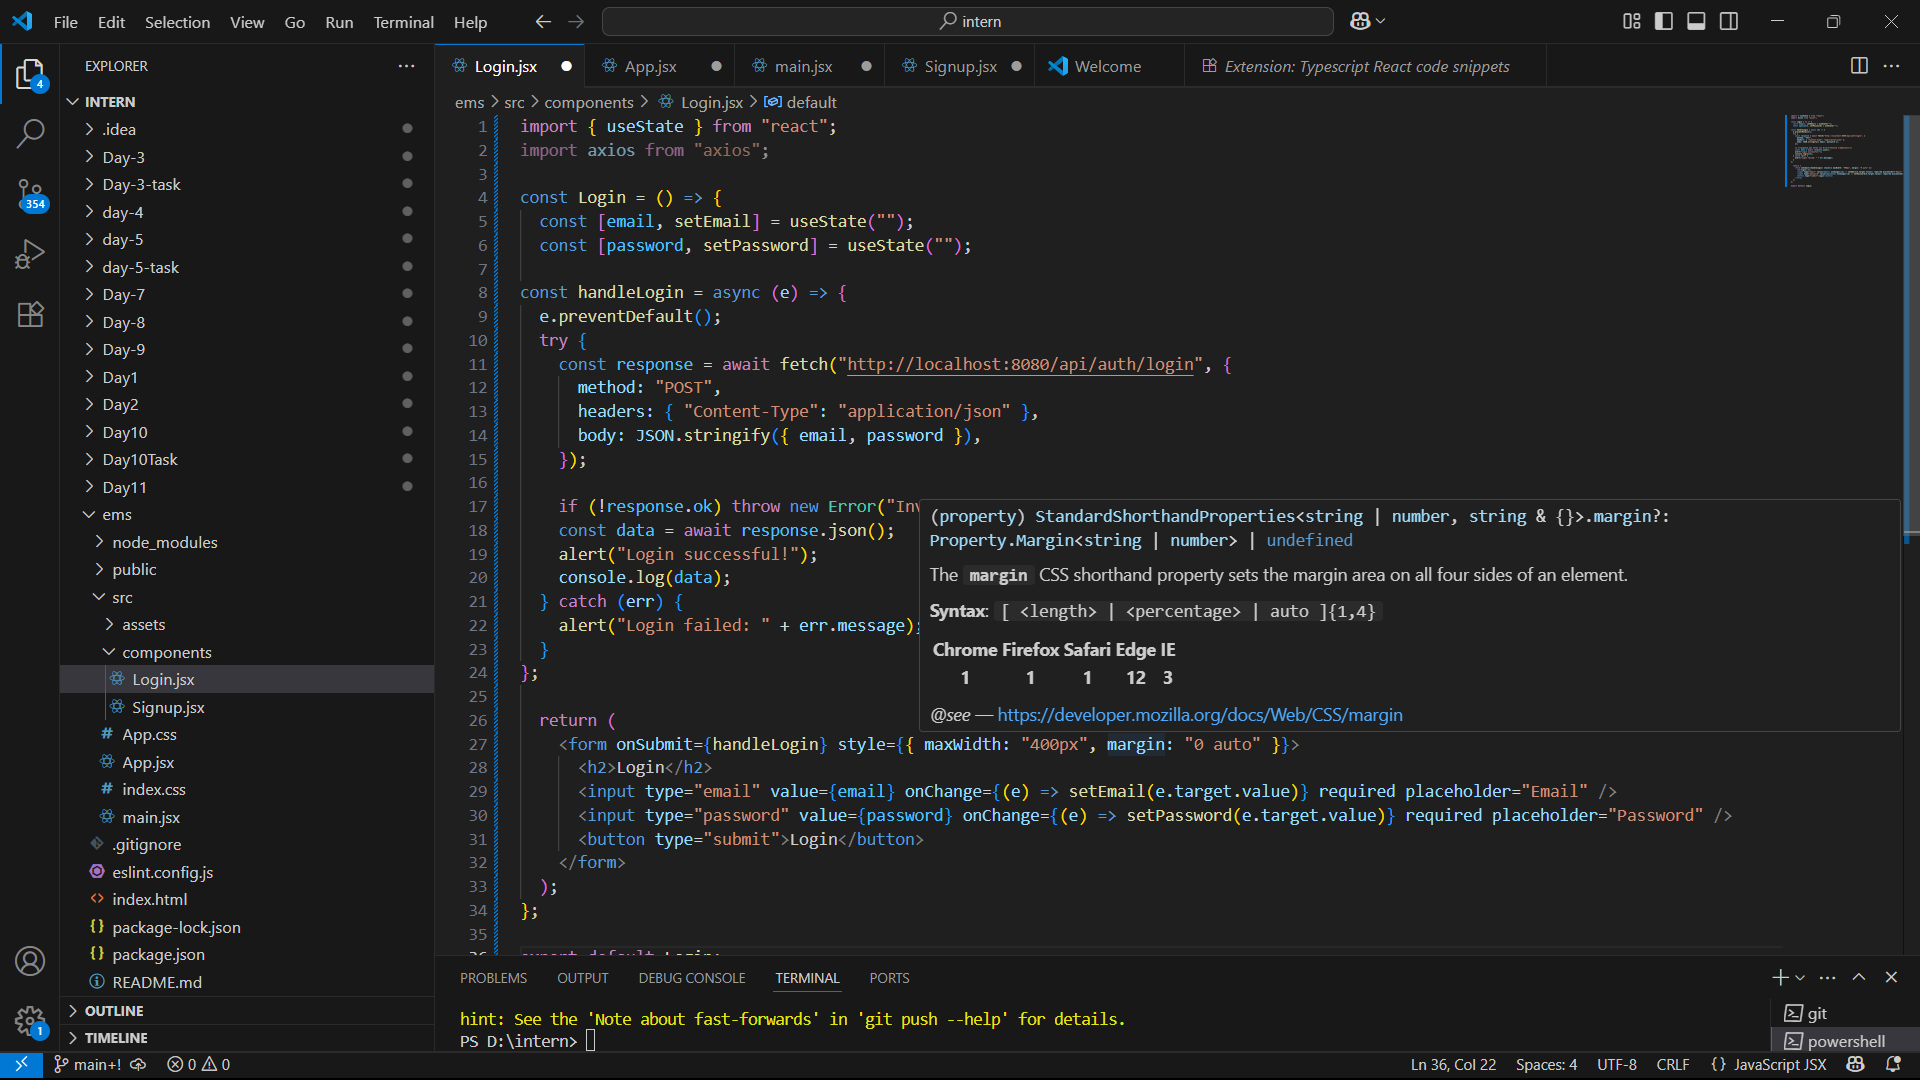 File Edit Selection View Go Run Terminal Help
intern
EXPLORER
4
354
1
INTERN
.idea
Day-3
Day-3-task
day-4
day-5
day-5-task
Day-7
Day-8
Day-9
Day1
Day2
Day10
Day10Task
Day11
ems
node_modules
public
src
assets
components
Login.jsx
Signup.jsx
App.css
App.jsx
index.css
main.jsx
.gitignore
eslint.config.js
index.html
package-lock.json
package.json
README.md
OUTLINE
TIMELINE
Login.jsx App.jsx main.jsx Signup.jsx Welcome Extension: Typescript React code snippets
ems > src > components > Login.jsx > default
1 import { useState } from "react";
2 import axios from "axios";
3
4 const Login = () => {
5 const [email, setEmail] = useState("");
6 const [password, setPassword] = useState("");
7
8 const handleLogin = async (e) => {
9 e.preventDefault();
10 try {
11 const response = await fetch("http://localhost:8080/api/auth/login", {
12 method: "POST",
13 headers: { "Content-Type": "application/json" },
14 body: JSON.stringify({ email, password }),
15 });
16
17 if (!response.ok) throw new Error("Inv
18 const data = await response.json();
19 alert("Login successful!");
20 console.log(data);
21 } catch (err) {
22 alert("Login failed: " + err.message);
23 }
24 };
25
26 return (
27 <form onSubmit={handleLogin} style={{ maxWidth: "400px", margin: "0 auto" }}>
28 <h2>Login</h2>
29 <input type="email" value={email} onChange={(e) => setEmail(e.target.value)} required placeholder="Email" />
30 <input type="password" value={password} onChange={(e) => setPassword(e.target.value)} required placeholder="Password" />
31 <button type="submit">Login</button>
32 </form>
33 );
34 };
35
36 export default Login;
(property) StandardShorthandProperties<string | number, string & {}>.margin?:
Property.Margin<string | number> | undefined
The margin CSS shorthand property sets the margin area on all four sides of an element.
Syntax: [ <length> | <percentage> | auto ]{1,4}
Chrome Firefox Safari Edge IE
1 1 1 12 3
@see — https://developer.mozilla.org/docs/Web/CSS/margin
PROBLEMS OUTPUT DEBUG CONSOLE TERMINAL PORTS
hint: See the 'Note about fast-forwards' in 'git push --help' for details.
PS D:\intern>
git
powershell
main+! 0 0 Ln 36, Col 22 Spaces: 4 UTF-8 CRLF {} JavaScript JSX